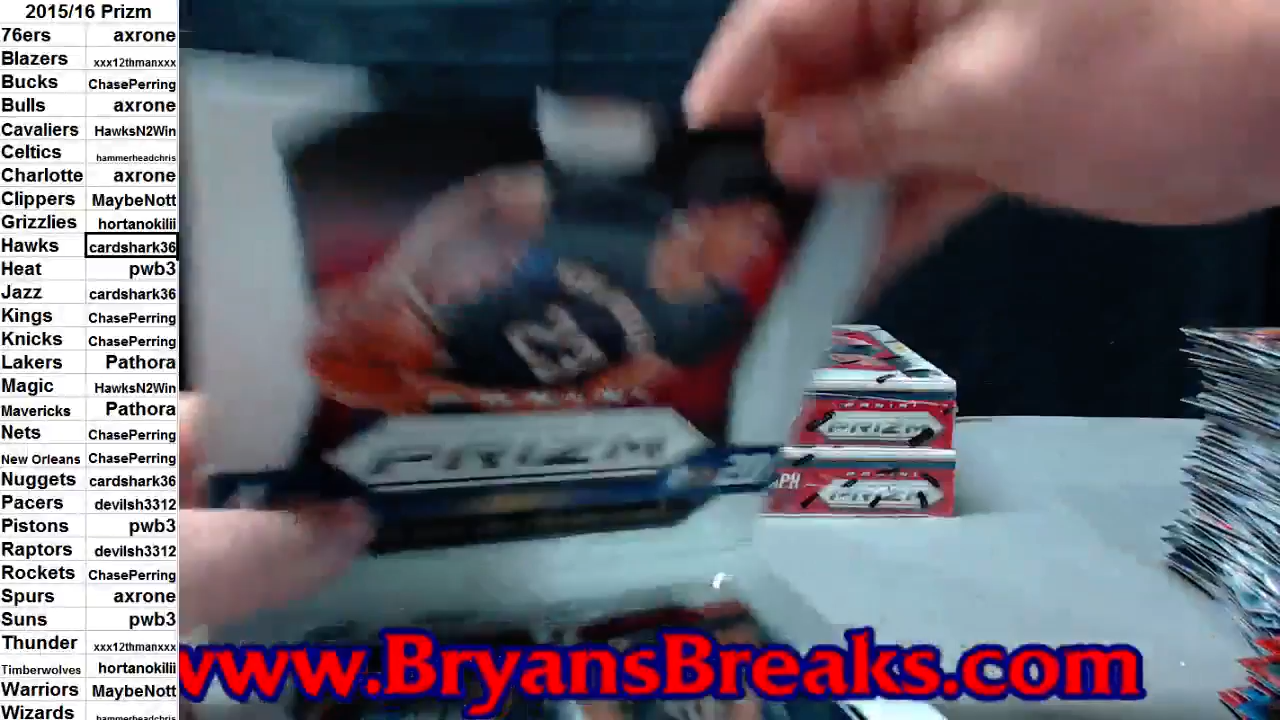 2015/16 Prizm
76ers axrone
Blazers xxx12thmanxxx
Bucks ChasePerring
Bulls axrone
Cavaliers HawksN2Win
Celtics hammerheadchris
Charlotte axrone
Clippers MaybeNott
Grizzlies hortanokilii
Hawks cardshark36
Heat pwb3
Jazz cardshark36
Kings ChasePerring
Knicks ChasePerring
Lakers Pathora
Magic HawksN2Win
Mavericks Pathora
Nets ChasePerring
New Orleans ChasePerring
Nuggets cardshark36
Pacers devilsh3312
Pistons pwb3
Raptors devilsh3312
Rockets ChasePerring
Spurs axrone
Suns pwb3
Thunder xxx12thmanxxx
Timberwolves hortanokilii
Warriors MaybeNott
Wizards hammerheadchris
PRIZM
23
PANINI
PRIZM
PRIZM
www.BryansBreaks.com